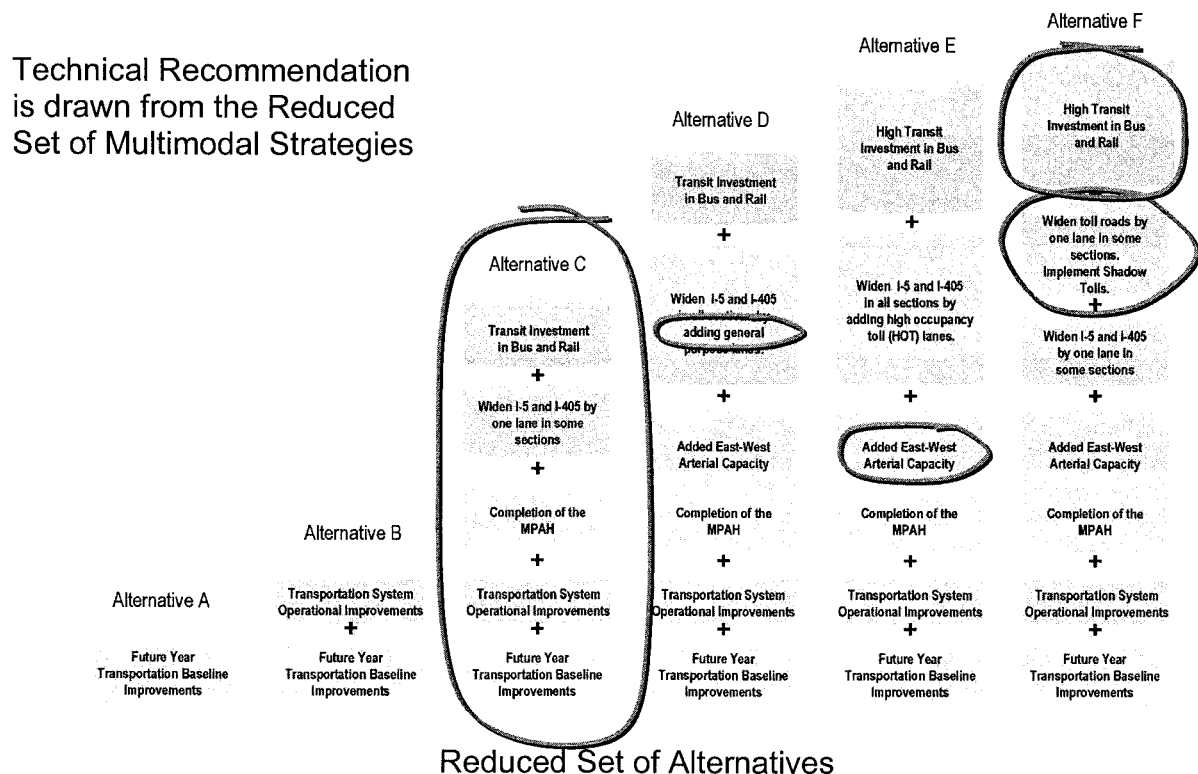 Technical Recommendation
is drawn from the Reduced
Set of Multimodal Strategies
Alternative A
Future Year
Transportation Baseline
Improvements
Alternative B
Transportation System
Operational Improvements
+
Future Year
Transportation Baseline
Improvements
Alternative C
Transit Investment
in Bus and Rail
+
Widen I-5 and I-405 by
one lane in some
sections
+
Completion of the
MPAH
+
Transportation System
Operational Improvements
+
Future Year
Transportation Baseline
Improvements
Alternative D
Transit Investment
in Bus and Rail
+
Widen I-5 and I-405
adding general
purpose lanes.
+
Added East-West
Arterial Capacity
Completion of the
MPAH
+
Transportation System
Operational Improvements
+
Future Year
Transportation Baseline
Improvements
Alternative E
High Transit
Investment in Bus
and Rail
+
Widen I-5 and I-405
in all sections by
adding high occupancy
toll (HOT) lanes.
+
Added East-West
Arterial Capacity
Completion of the
MPAH
+
Transportation System
Operational Improvements
+
Future Year
Transportation Baseline
Improvements
Alternative F
High Transit
Investment in Bus
and Rail
Widen toll roads by
one lane in some
sections.
Implement Shadow
Tolls.
+
Widen I-5 and I-405
by one lane in
some sections
+
Added East-West
Arterial Capacity
Completion of the
MPAH
+
Transportation System
Operational Improvements
+
Future Year
Transportation Baseline
Improvements
Reduced Set of Alternatives